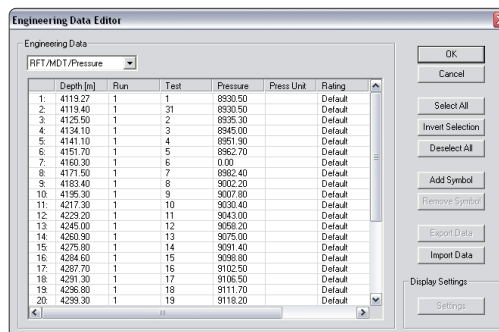 Engineering Data Editor
Engineering Data
RFT/MDT/Pressure
Depth [m] Run Test Pressure Press Unit Rating
1: 4119.27 1 1 8930.50 Default
2: 4119.40 1 31 8930.50 Default
3: 4125.50 1 2 8935.30 Default
4: 4134.10 1 3 8945.00 Default
5: 4141.10 1 4 8951.90 Default
6: 4151.70 1 5 8962.70 Default
7: 4160.30 1 6 0.00 Default
8: 4171.50 1 7 8982.40 Default
9: 4183.40 1 8 9002.20 Default
10: 4195.30 1 9 9007.80 Default
11: 4217.30 1 10 9030.40 Default
12: 4229.20 1 11 9043.00 Default
13: 4245.00 1 12 9058.20 Default
14: 4260.90 1 13 9075.00 Default
15: 4275.80 1 14 9091.40 Default
16: 4284.60 1 15 9098.80 Default
17: 4287.70 1 16 9102.50 Default
18: 4291.30 1 17 9106.50 Default
19: 4296.80 1 18 9111.70 Default
20: 4299.30 1 19 9118.20 Default
OK
Cancel
Select All
Invert Selection
Deselect All
Add Symbol
Remove Symbol
Export Data
Import Data
Display Settings
Settings